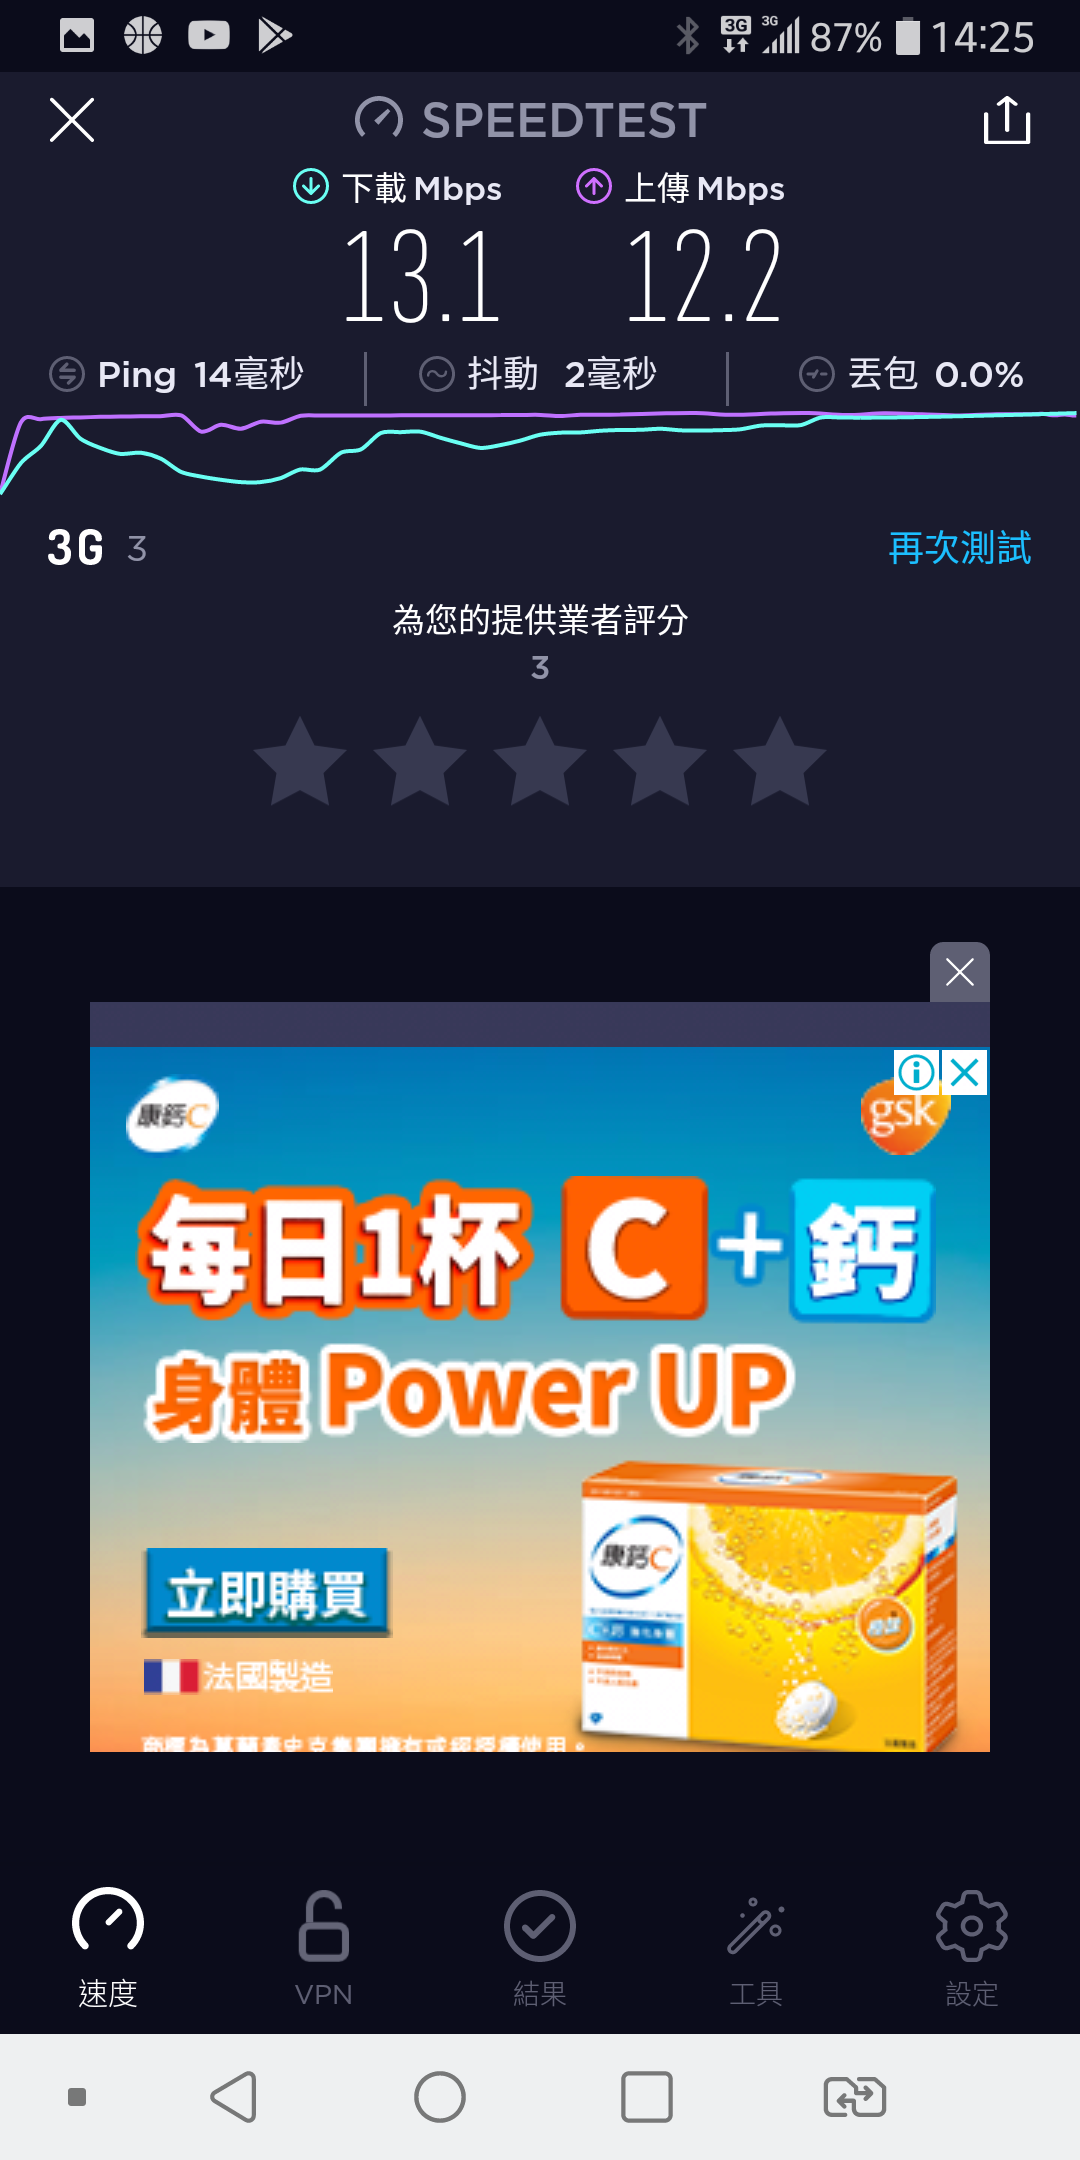 3G 3G 87% 14:25
SPEEDTEST
下載 Mbps 上傳 Mbps
13.1 12.2
Ping 14毫秒 抖動 2毫秒 丟包 0.0%
3G 3 再次測試
為您的提供業者評分
3
康鈣C gsk
每日1杯 C+鈣
身體 Power UP
康鈣C
立即購買
法國製造
速度 VPN 結果 工具 設定